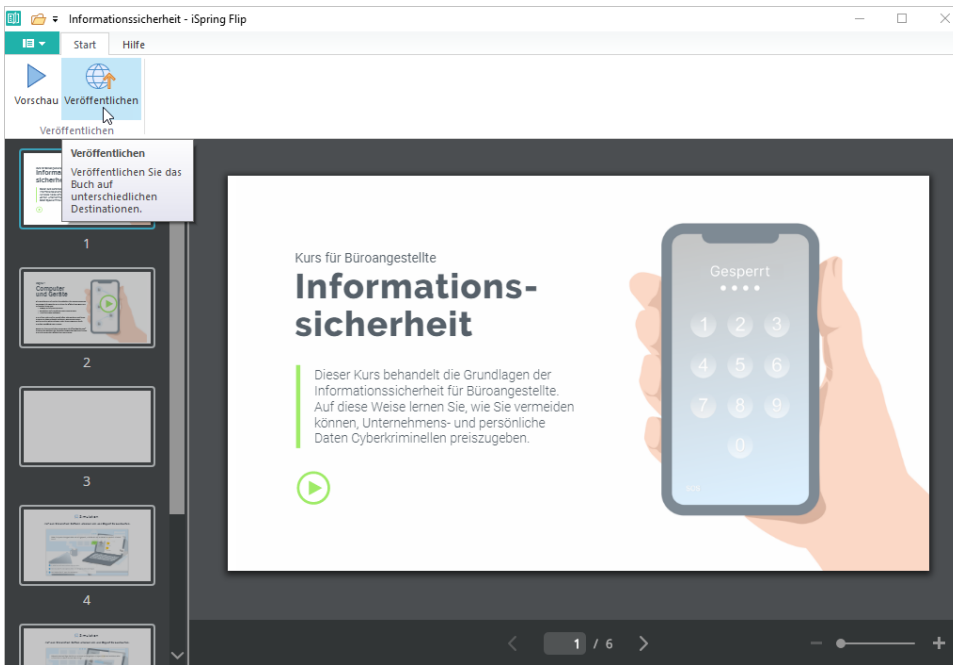 Informationssicherheit - iSpring Flip
Start Hilfe
Vorschau Veröffentlichen
Veröffentlichen
Veröffentlichen
Veröffentlichen Sie das
Buch auf
unterschiedlichen
Destinationen.
1
Computer
und Geräte
2
3
4
Kurs für Büroangestellte
Informations-
sicherheit
Dieser Kurs behandelt die Grundlagen der
Informationssicherheit für Büroangestellte.
Auf diese Weise lernen Sie, wie Sie vermeiden
können, Unternehmens- und persönliche
Daten Cyberkriminellen preiszugeben.
Gesperrt
1 2 3
4 5 6
7 8 9
0
1 / 6